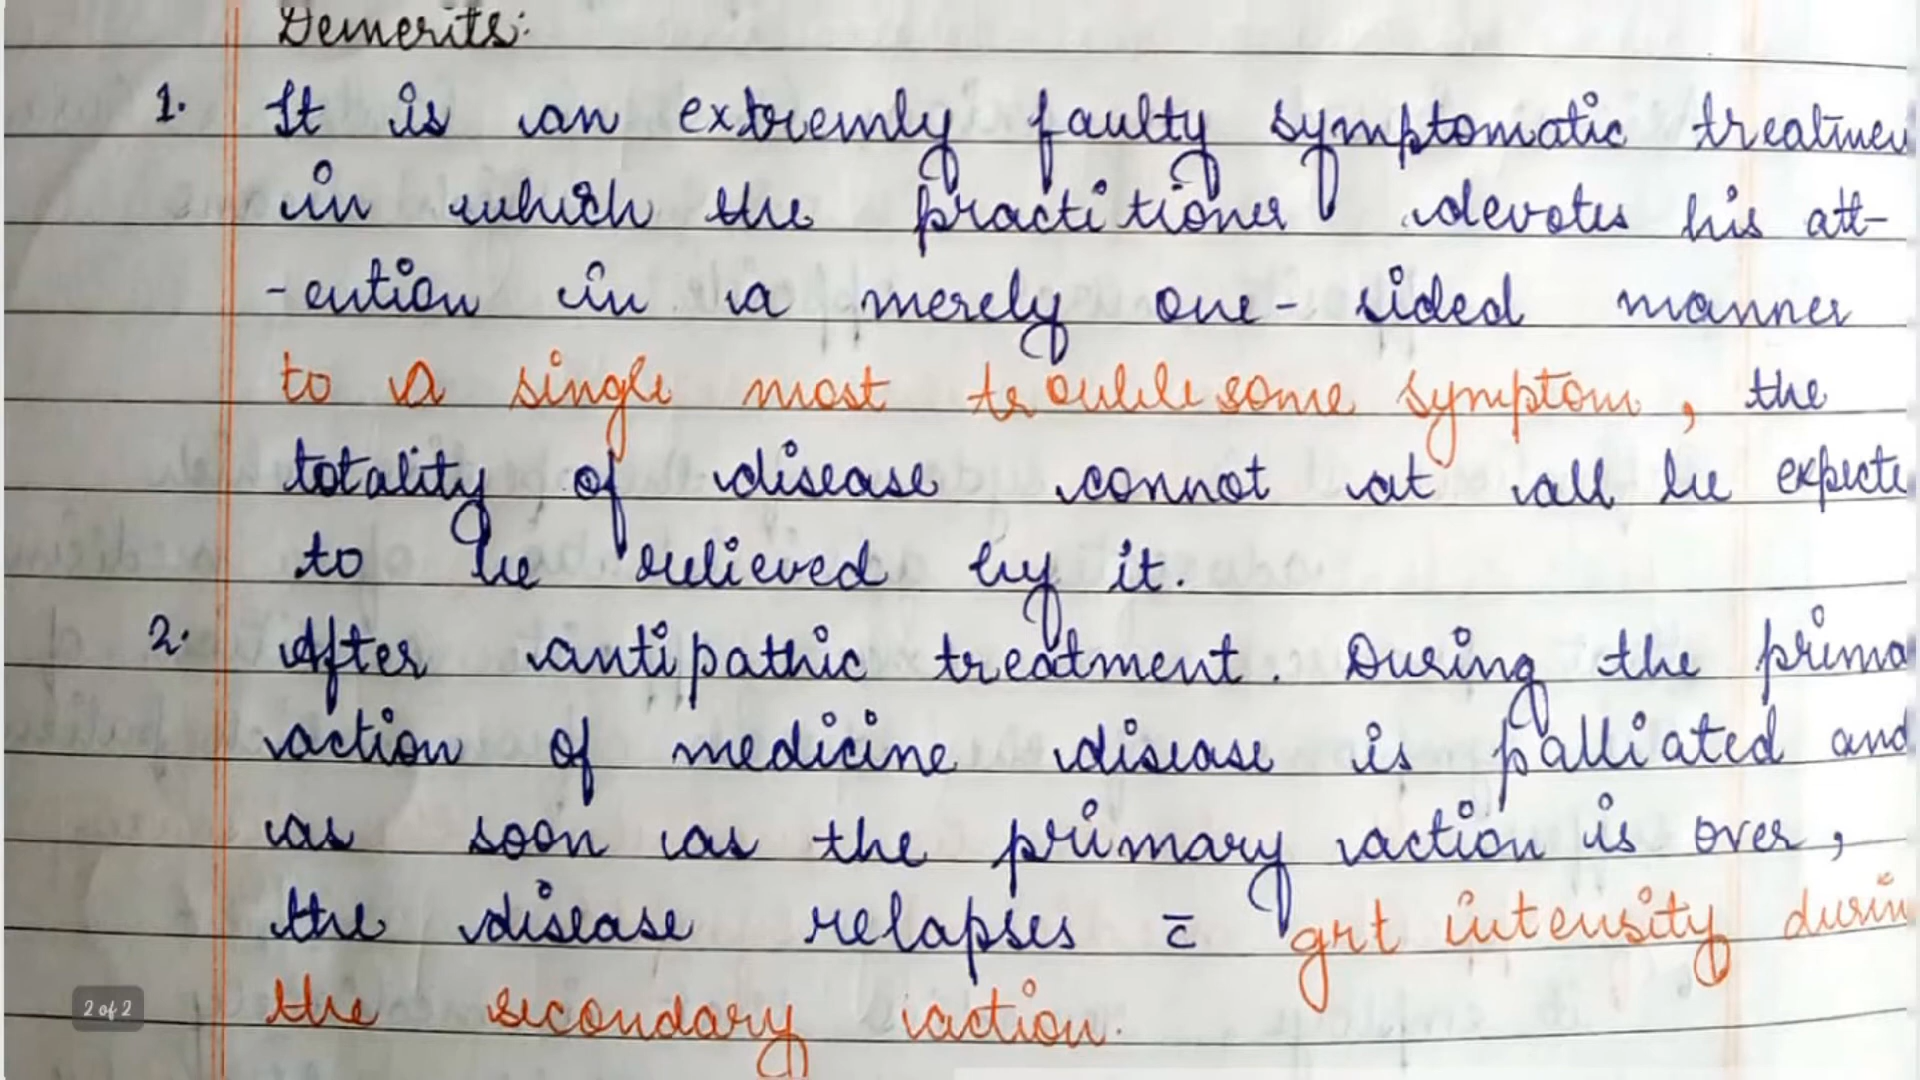 Demerits:
1. It is an extremly faulty symptomatic treatmen
in which the practitioner devotes his att-
-ention in a merely one-sided manner
to a single most troublesome symptom, the
totality of disease connot at all be expecte
to be relieved by it.
2. After antipathic treatment. During the prima
action of medicine disease is palliated and
as soon as the primary action is over,
the disease relapses c̄ grt intensity durin
the secondary action.
2 of 2